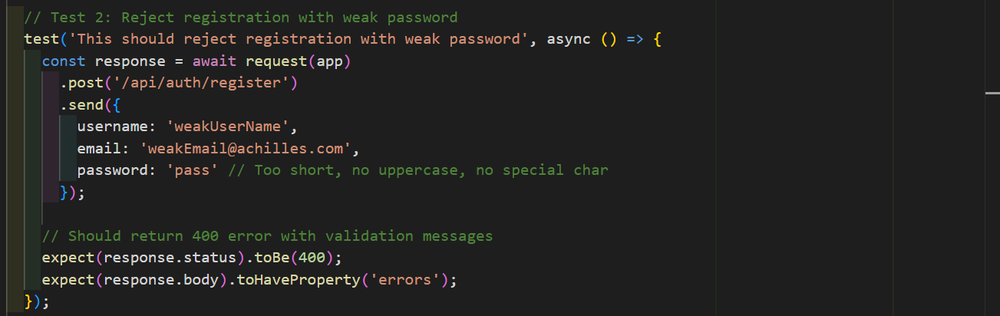 // Test 2: Reject registration with weak password
test('This should reject registration with weak password', async () => {
const response = await request(app)
.post('/api/auth/register')
.send({
username: 'weakUserName',
email: 'weakEmail@achilles.com',
password: 'pass' // Too short, no uppercase, no special char
});
// Should return 400 error with validation messages
expect(response.status).toBe(400);
expect(response.body).toHaveProperty('errors');
});